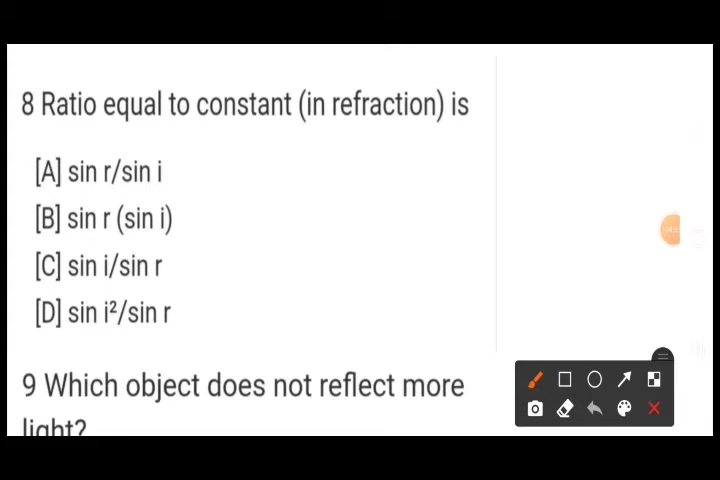 8 Ratio equal to constant (in refraction) is
[A] sin r/sin i
[B] sin r (sin i)
[C] sin i/sin r
[D] sin i²/sin r
9 Which object does not reflect more
light?